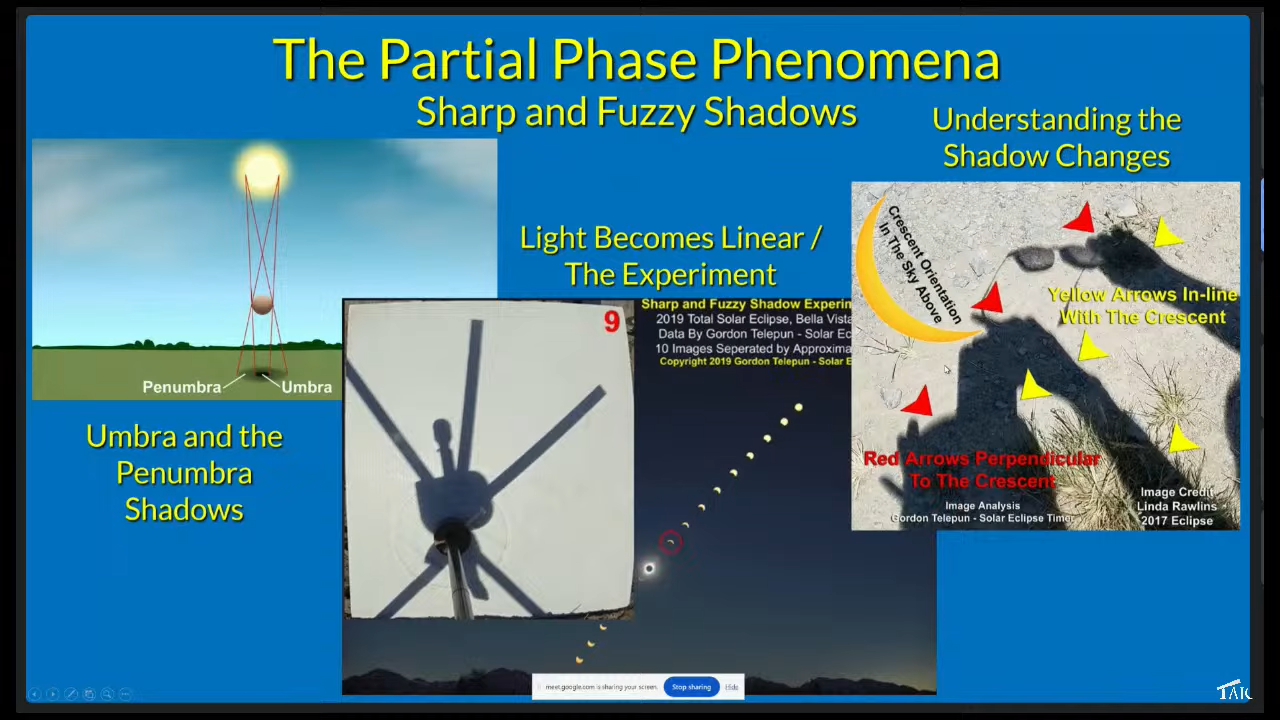 The Partial Phase Phenomena
Sharp and Fuzzy Shadows
Understanding the
Shadow Changes
Light Becomes Linear /
The Experiment
Penumbra
Umbra
Umbra and the
Penumbra
Shadows
9
Sharp and Fuzzy Shadow
2019 Total Solar Eclipse, Bella Vista
Data By Gordon Telepun - Solar
10 Images Seperated by
Copyright 2019 Gordon Telepun - Solar
Crescent Orientation
In The Sky Above
Yellow Arrows In-line
With The Crescent
Red Arrows Perpendicular
To The Crescent
Image Analysis
Gordon Telepun - Solar Eclipse Timer
Image Credit
Linda Rawlins
2017 Eclipse
meet.google.com is sharing your screen.
Stop sharing
Hide